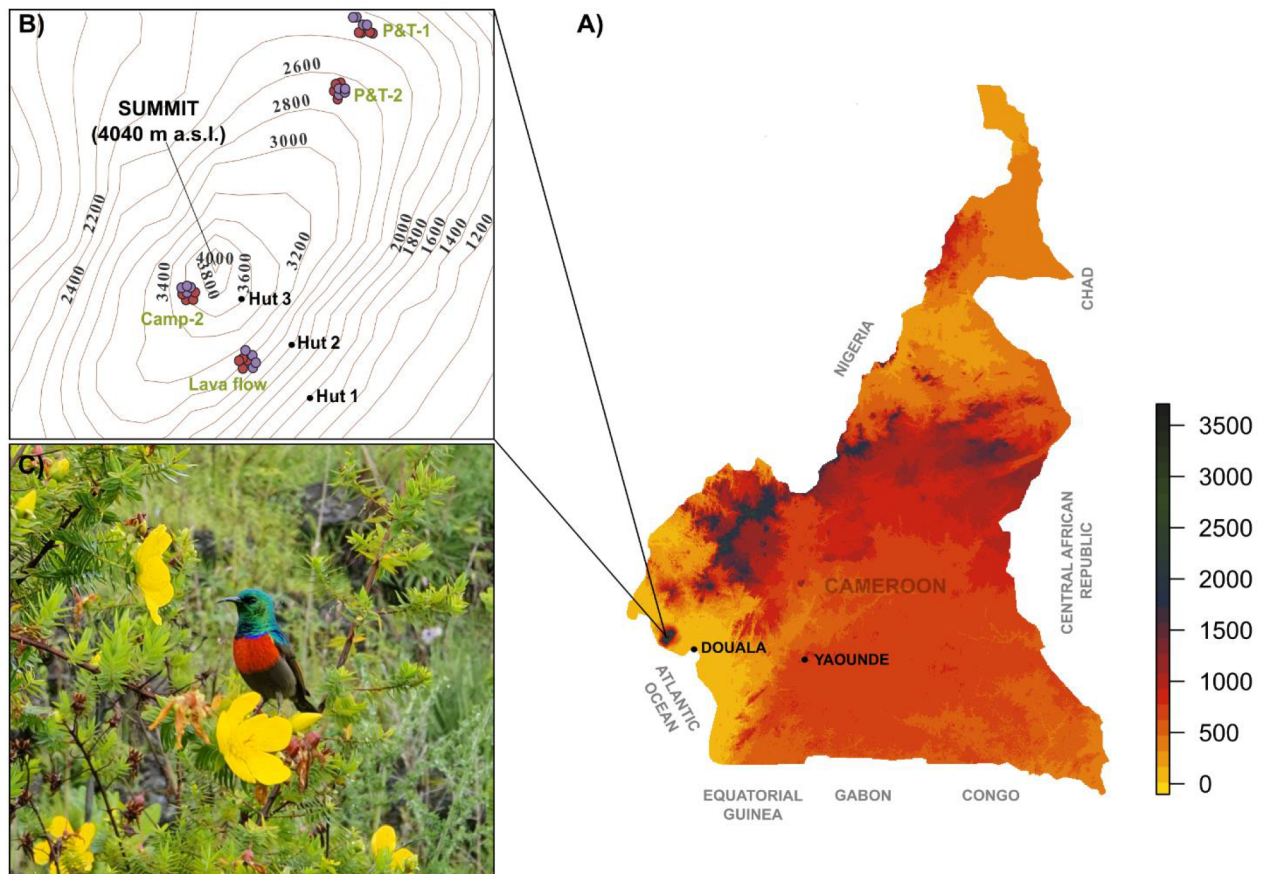 B)
P&T-1
2600
P&T-2
2800
SUMMIT
(4040 m a.s.l.)
3000
2200
2000
1800
1600
1400
1200
3200
4000
3800
3600
3400
2400
Hut 3
Camp-2
Hut 2
Lava flow
Hut 1
C)
A)
CHAD
NIGERIA
CENTRAL AFRICAN
REPUBLIC
CAMEROON
DOUALA
YAOUNDE
ATLANTIC
OCEAN
EQUATORIAL
GUINEA
GABON
CONGO
3500
3000
2500
2000
1500
1000
500
0